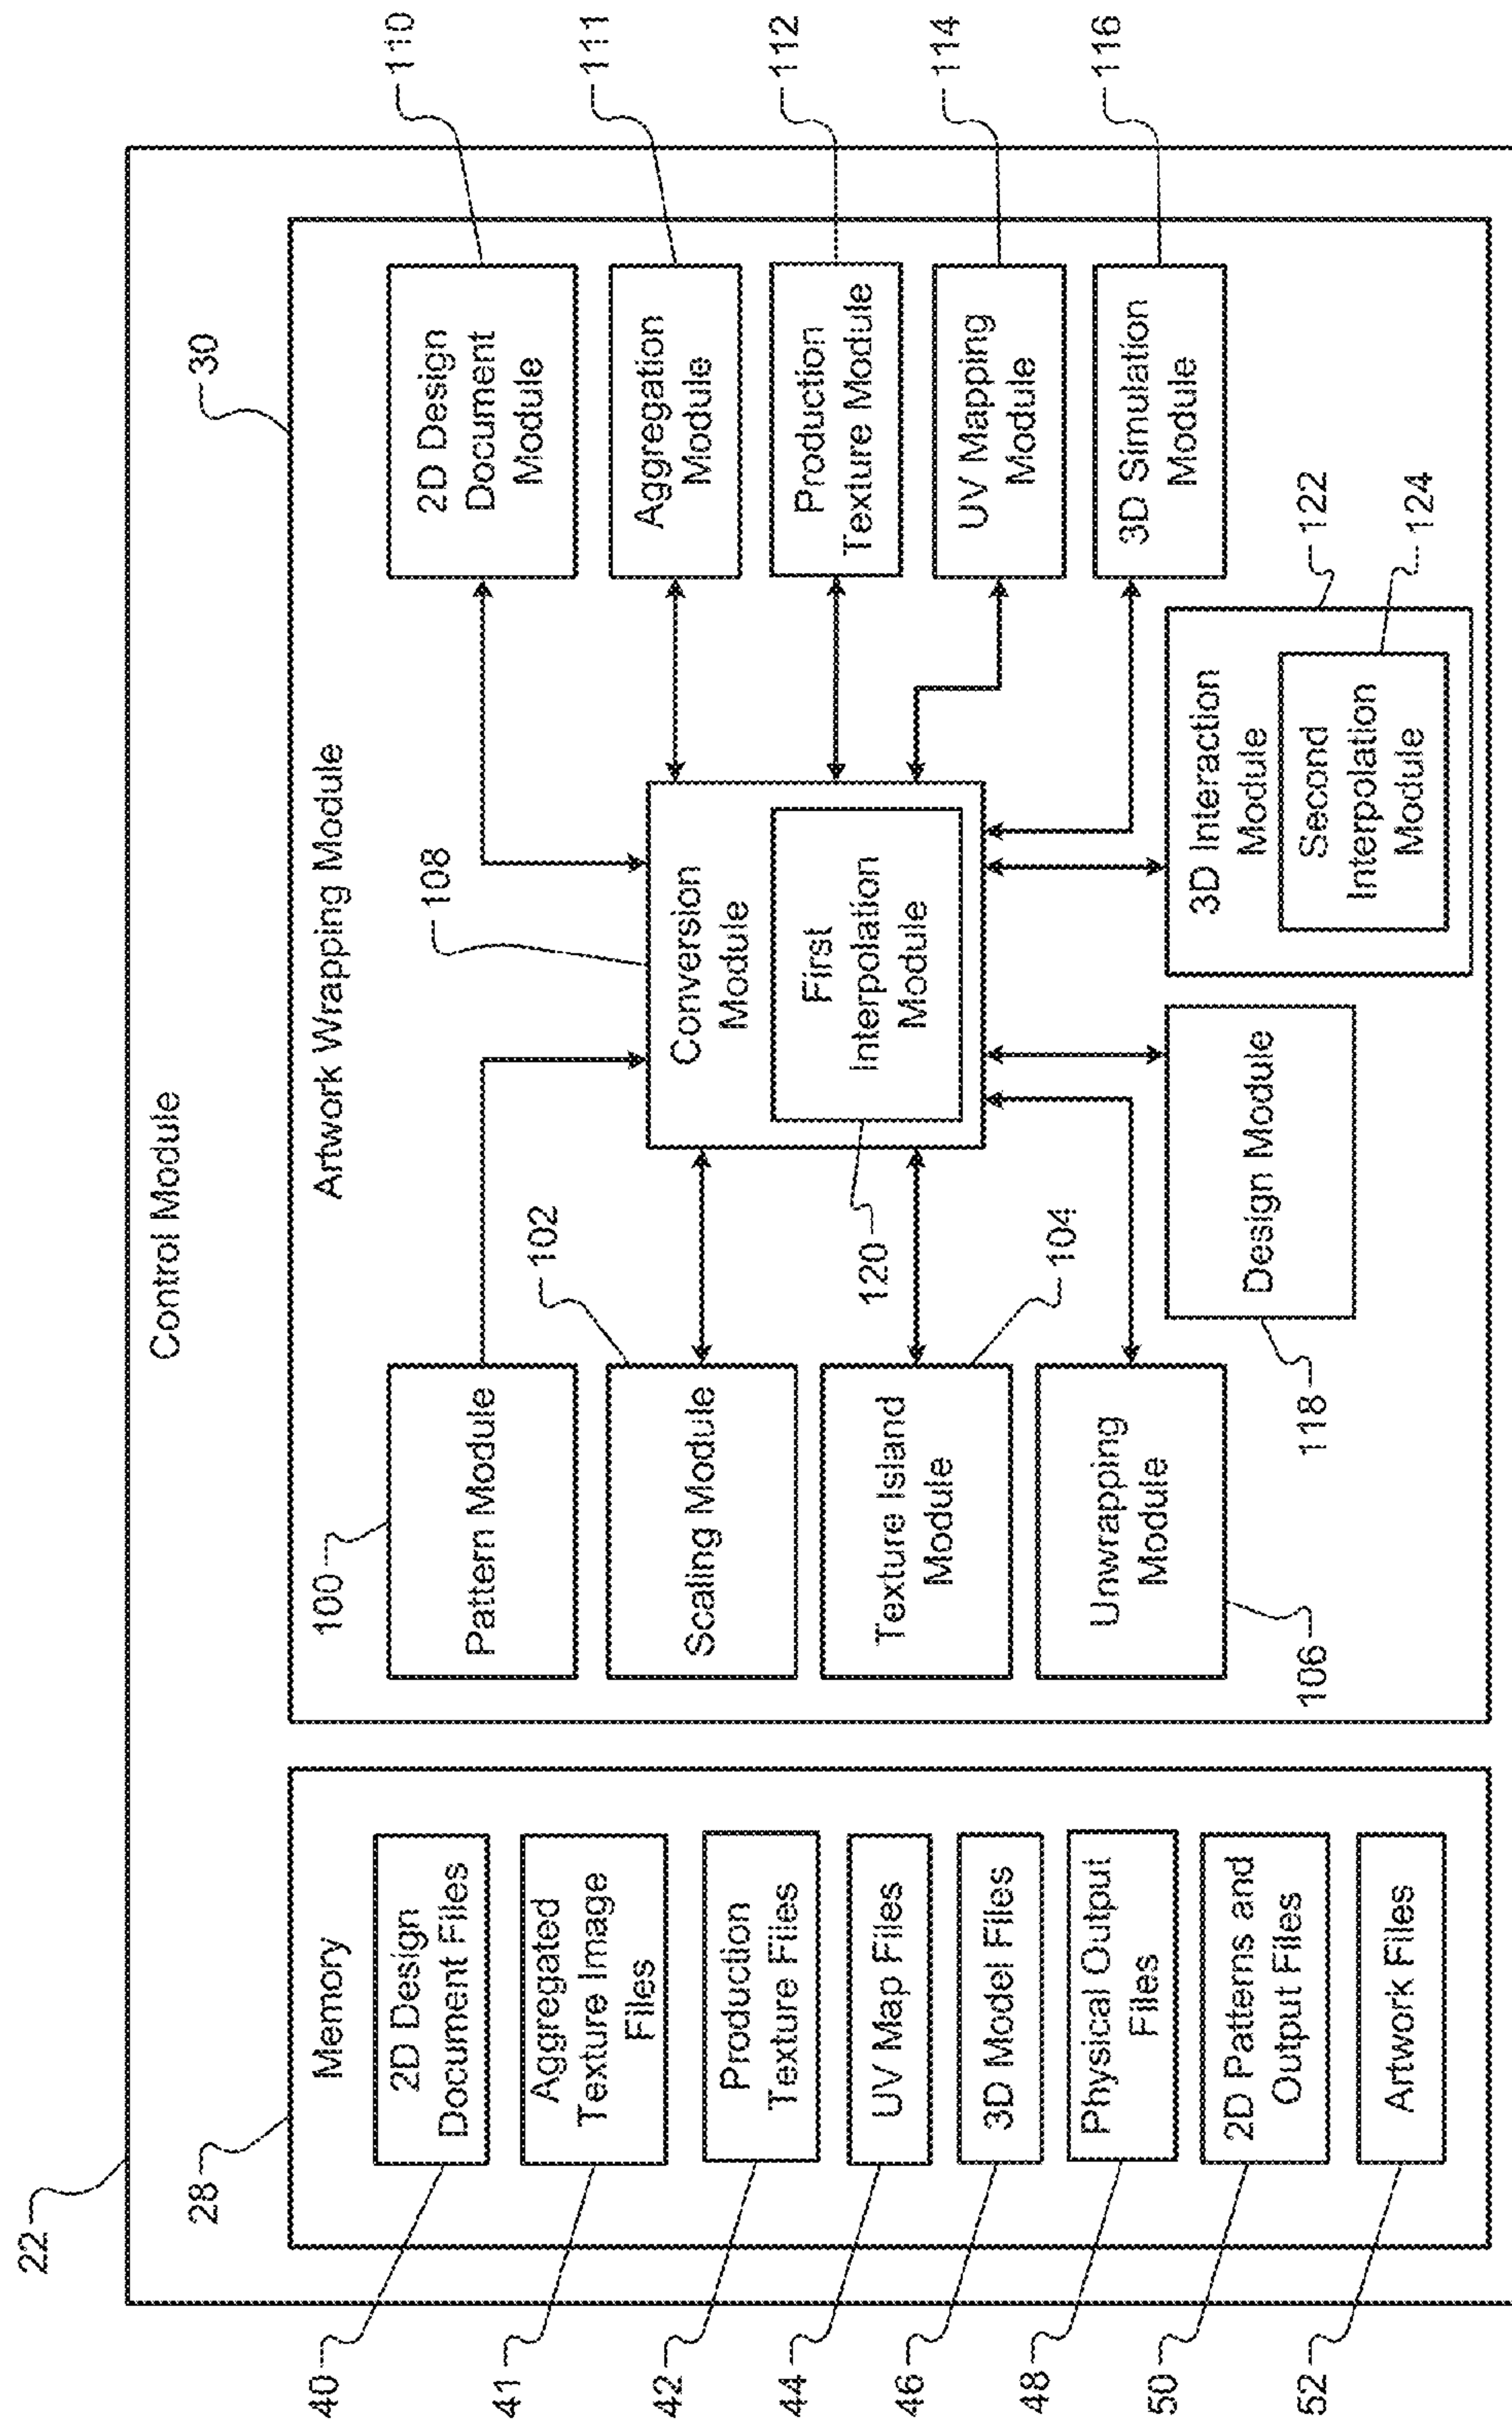 22
Control Module
28
Memory
40
2D Design
Document Files
41
Aggregated
Texture Image
Files
42
Production
Texture Files
44
UV Map Files
46
3D Model Files
48
Physical Output
Files
50
2D Patterns and
Output Files
52
Artwork Files
30
Artwork Wrapping Module
100
Pattern Module
102
Scaling Module
104
Texture Island
Module
106
Unwrapping
Module
108
Conversion
Module
120
First
Interpolation
Module
118
Design Module
110
2D Design
Document
Module
111
Aggregation
Module
112
Production
Texture Module
114
UV Mapping
Module
116
3D Simulation
Module
122
3D Interaction
Module
124
Second
Interpolation
Module